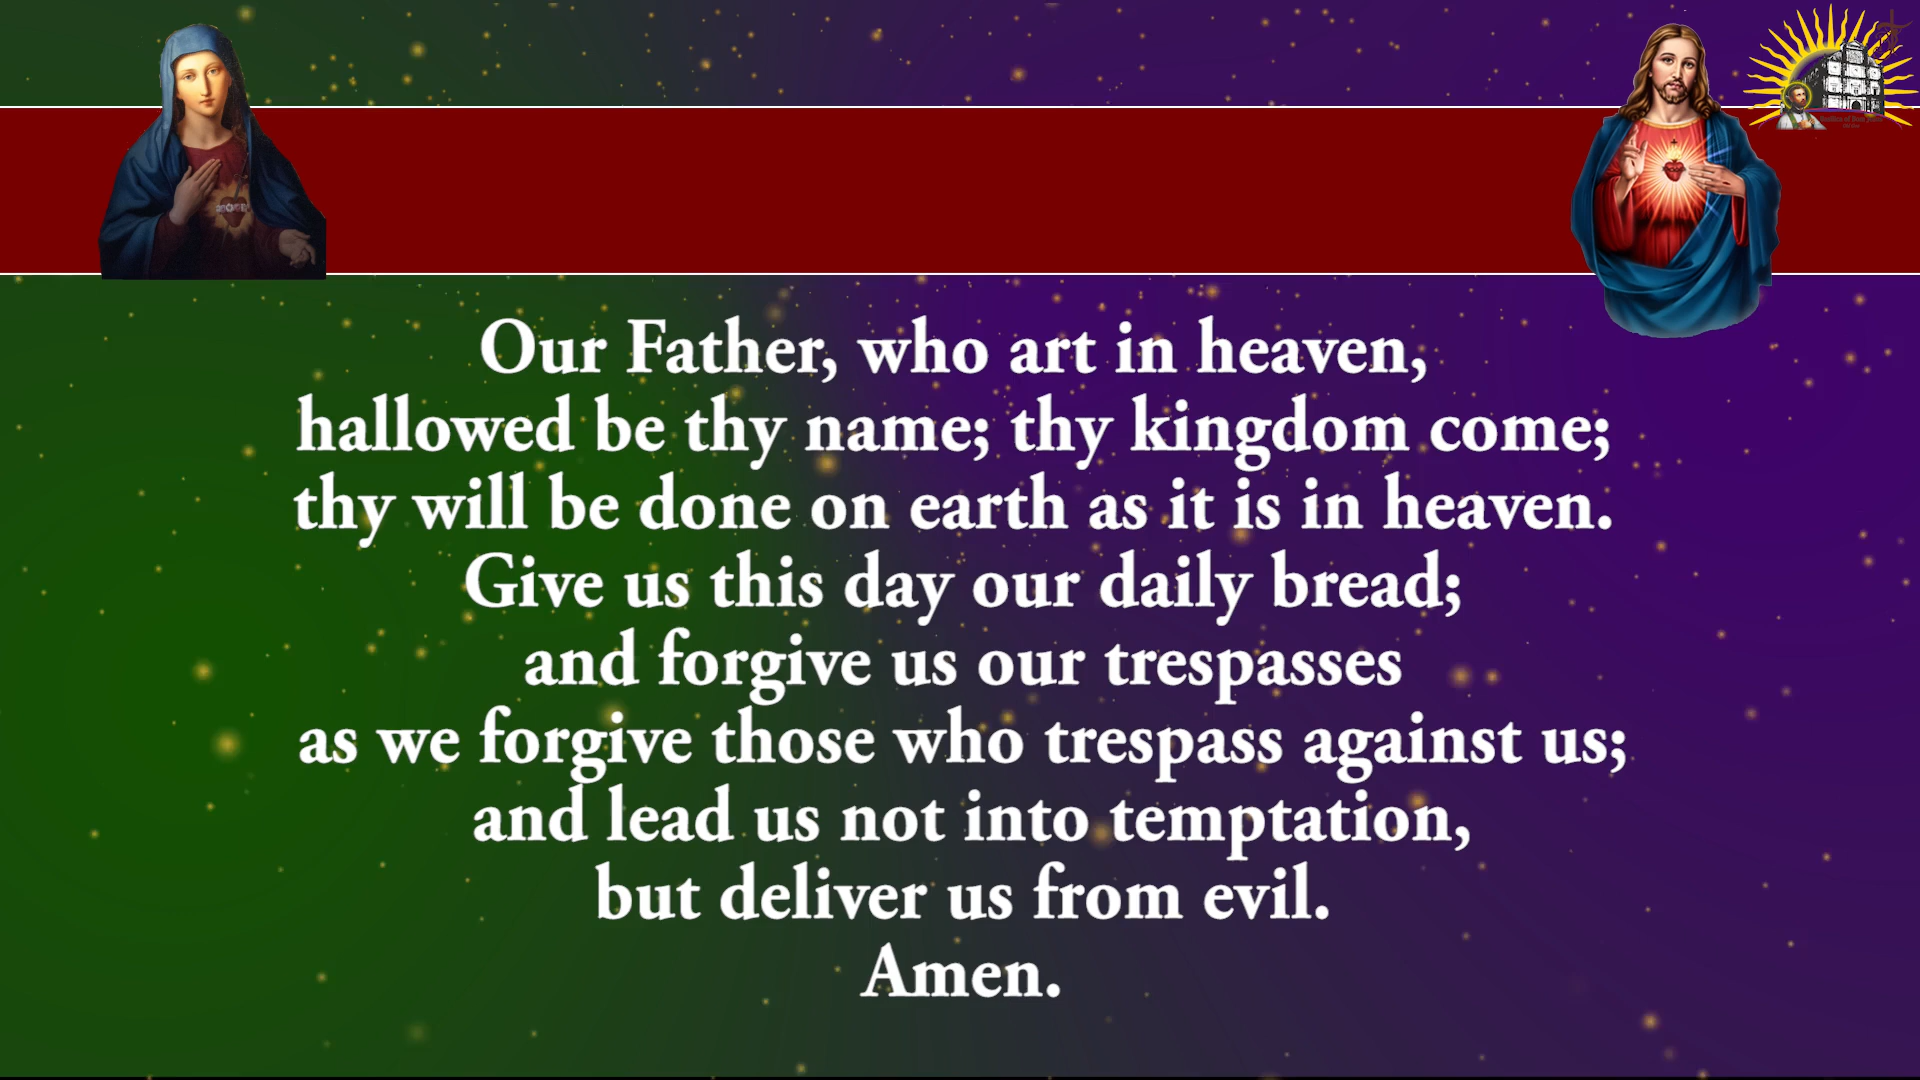 Our Father, who art in heaven,
hallowed be thy name; thy kingdom come;
thy will be done on earth as it is in heaven.
Give us this day our daily bread;
and forgive us our trespasses
as we forgive those who trespass against us;
and lead us not into temptation,
but deliver us from evil.
Amen.